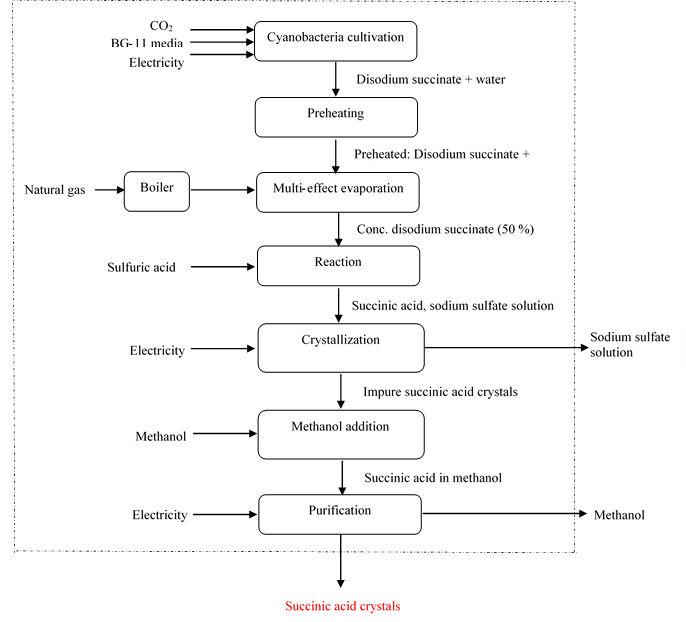 CO2
BG-11 media
Electricity
Cyanobacteria cultivation
Disodium succinate + water
Preheating
Preheated: Disodium succinate +
Natural gas
Boiler
Multi-effect evaporation
Conc. disodium succinate (50 %)
Sulfuric acid
Reaction
Succinic acid, sodium sulfate solution
Electricity
Crystallization
Sodium sulfate
solution
Impure succinic acid crystals
Methanol
Methanol addition
Succinic acid in methanol
Electricity
Purification
Methanol
Succinic acid crystals